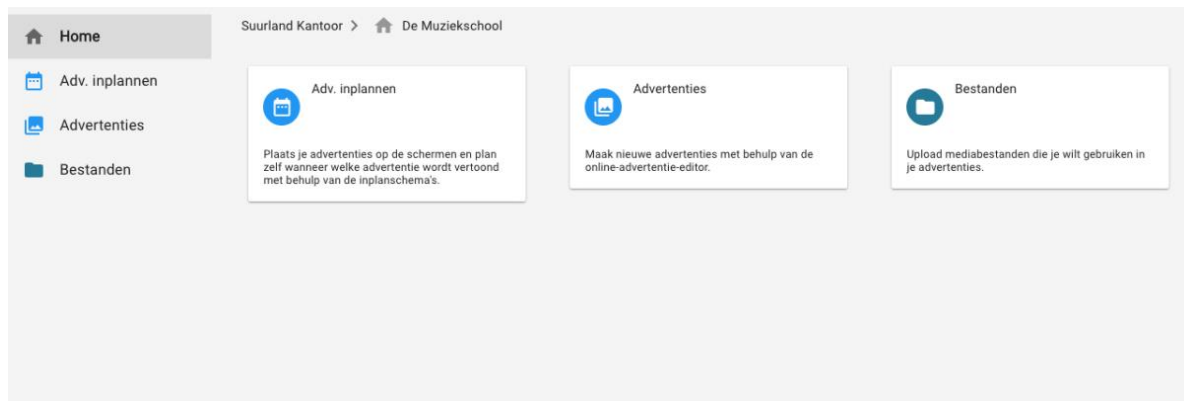 Home
Adv. inplannen
Advertenties
Bestanden
Suurland Kantoor > De Muziekschool
Adv. inplannen
Plaats je advertenties op de schermen en plan
zelf wanneer welke advertentie wordt vertoond
met behulp van de inplanschema's.
Advertenties
Maak nieuwe advertenties met behulp van de
online-advertentie-editor.
Bestanden
Upload mediabestanden die je wilt gebruiken in
je advertenties.